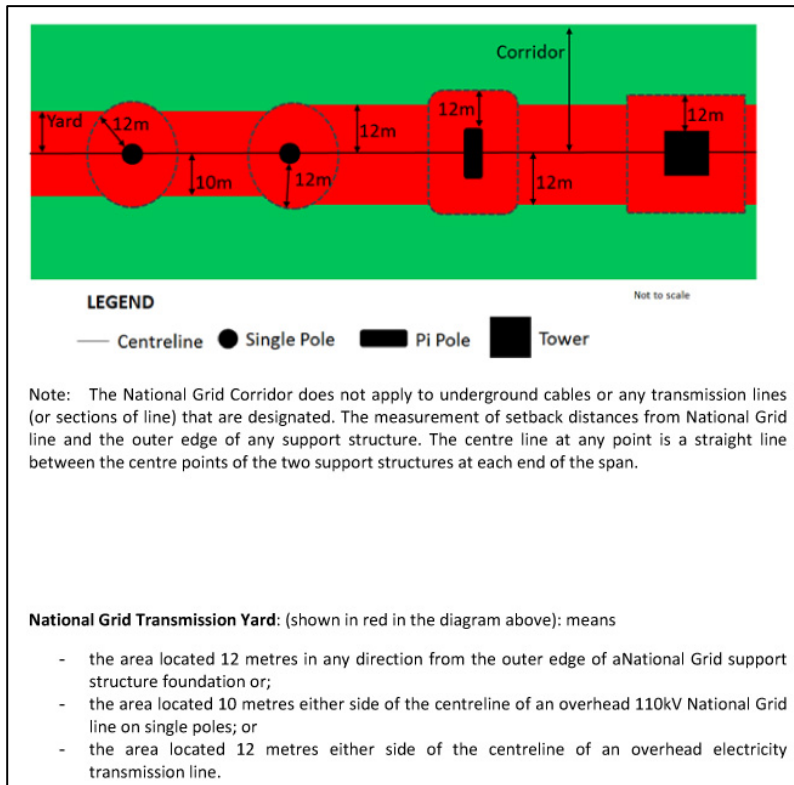 Corridor
Yard
12m
12m
12m
12m
10m
12m
12m
LEGEND
Not to scale
Centreline
Single Pole
Pi Pole
Tower
Note: The National Grid Corridor does not apply to underground cables or any transmission lines
(or sections of line) that are designated. The measurement of setback distances from National Grid
line and the outer edge of any support structure. The centre line at any point is a straight line
between the centre points of the two support structures at each end of the span.
National Grid Transmission Yard: (shown in red in the diagram above): means
- the area located 12 metres in any direction from the outer edge of aNational Grid support
structure foundation or;
- the area located 10 metres either side of the centreline of an overhead 110kV National Grid
line on single poles; or
- the area located 12 metres either side of the centreline of an overhead electricity
transmission line.